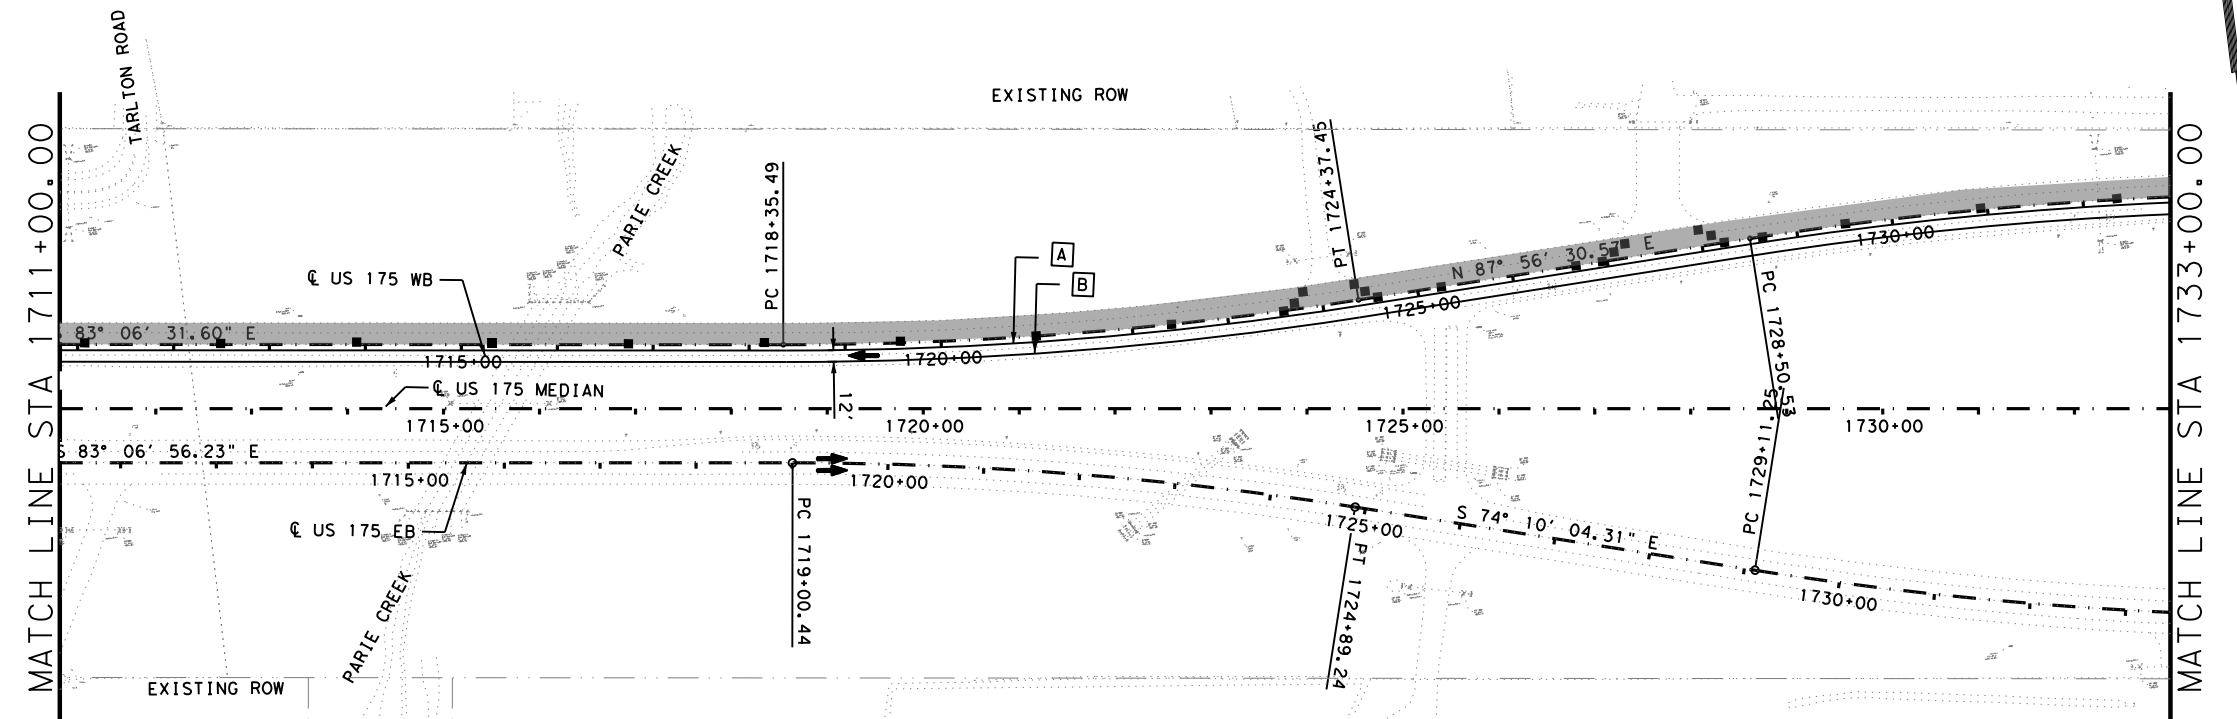 TARLTON ROAD
EXISTING ROW
MATCH LINE STA 1711+00.00
MATCH LINE STA 1733+00.00
PARIE CREEK
PC 1718+35.49
PT 1724+37.45
A
B
℄ US 175 WB
N 87° 56' 30.57" E
1730+00
PC 1728+50.53
1725+00
83° 06' 31.60" E
1715+00
1720+00
℄ US 175 MEDIAN
12'
1715+00
1720+00
1725+00
1730+00
S 83° 06' 56.23" E
1715+00
1720+00
PC 1729+11.25
℄ US 175 EB
PC 1719+00.44
1725+00
S 74° 10' 04.31" E
PT 1724+89.24
1730+00
PARIE CREEK
EXISTING ROW